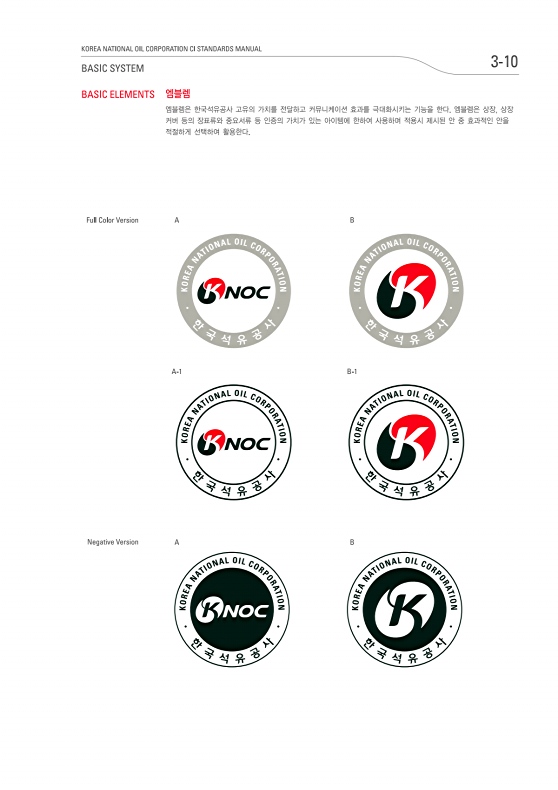 KOREA NATIONAL OIL CORPORATION CI STANDARDS MANUAL
3-10
BASIC SYSTEM
BASIC ELEMENTS 엠블렘
엠블렘은 한국석유공사 고유의 가치를 전달하고 커뮤니케이션 효과를 극대화시키는 기능을 한다. 엠블렘은 상징, 상장
커버 등의 장표류와 중요서류 등 인증의 가치가 있는 아이템에 한하여 사용하며 적용시 제시된 안 중 효과적인 안을
적절하게 선택하여 활용한다.
Full Color Version A B
KOREA NATIONAL OIL CORPORATION
KNOC
한국석유공사
KOREA NATIONAL OIL CORPORATION
K
한국석유공사
A-1 B-1
KOREA NATIONAL OIL CORPORATION
KNOC
한국석유공사
KOREA NATIONAL OIL CORPORATION
K
한국석유공사
Negative Version A B
KOREA NATIONAL OIL CORPORATION
KNOC
한국석유공사
KOREA NATIONAL OIL CORPORATION
K
한국석유공사